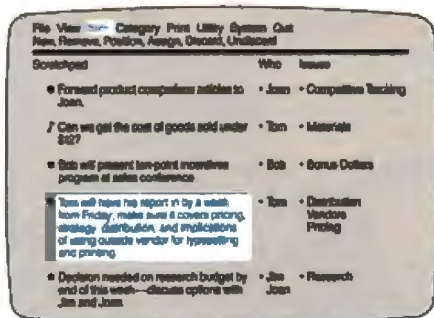 File View Item Category Print Utility System Quit
New, Remove, Position, Assign, Discard, Undiscard
Scratchpad Who Issues
Forward product comparison articles to • Joan • Competitive Tracking
Joan.
♪ Can we get the cost of goods sold under • Tom • Materials
$12?
Bob will present ten-point incentives • Bob • Bonus Dollars
program at sales conference.
Tom will have his report in by a week • Tom • Distribution
from Friday, make sure it covers pricing, Vendors
strategy, distribution, and implications Pricing
of using outside vendor for typesetting
and printing.
Decision needed on research budget by • Jim • Research
end of this week—discuss options with Joan
Jim and Joan.